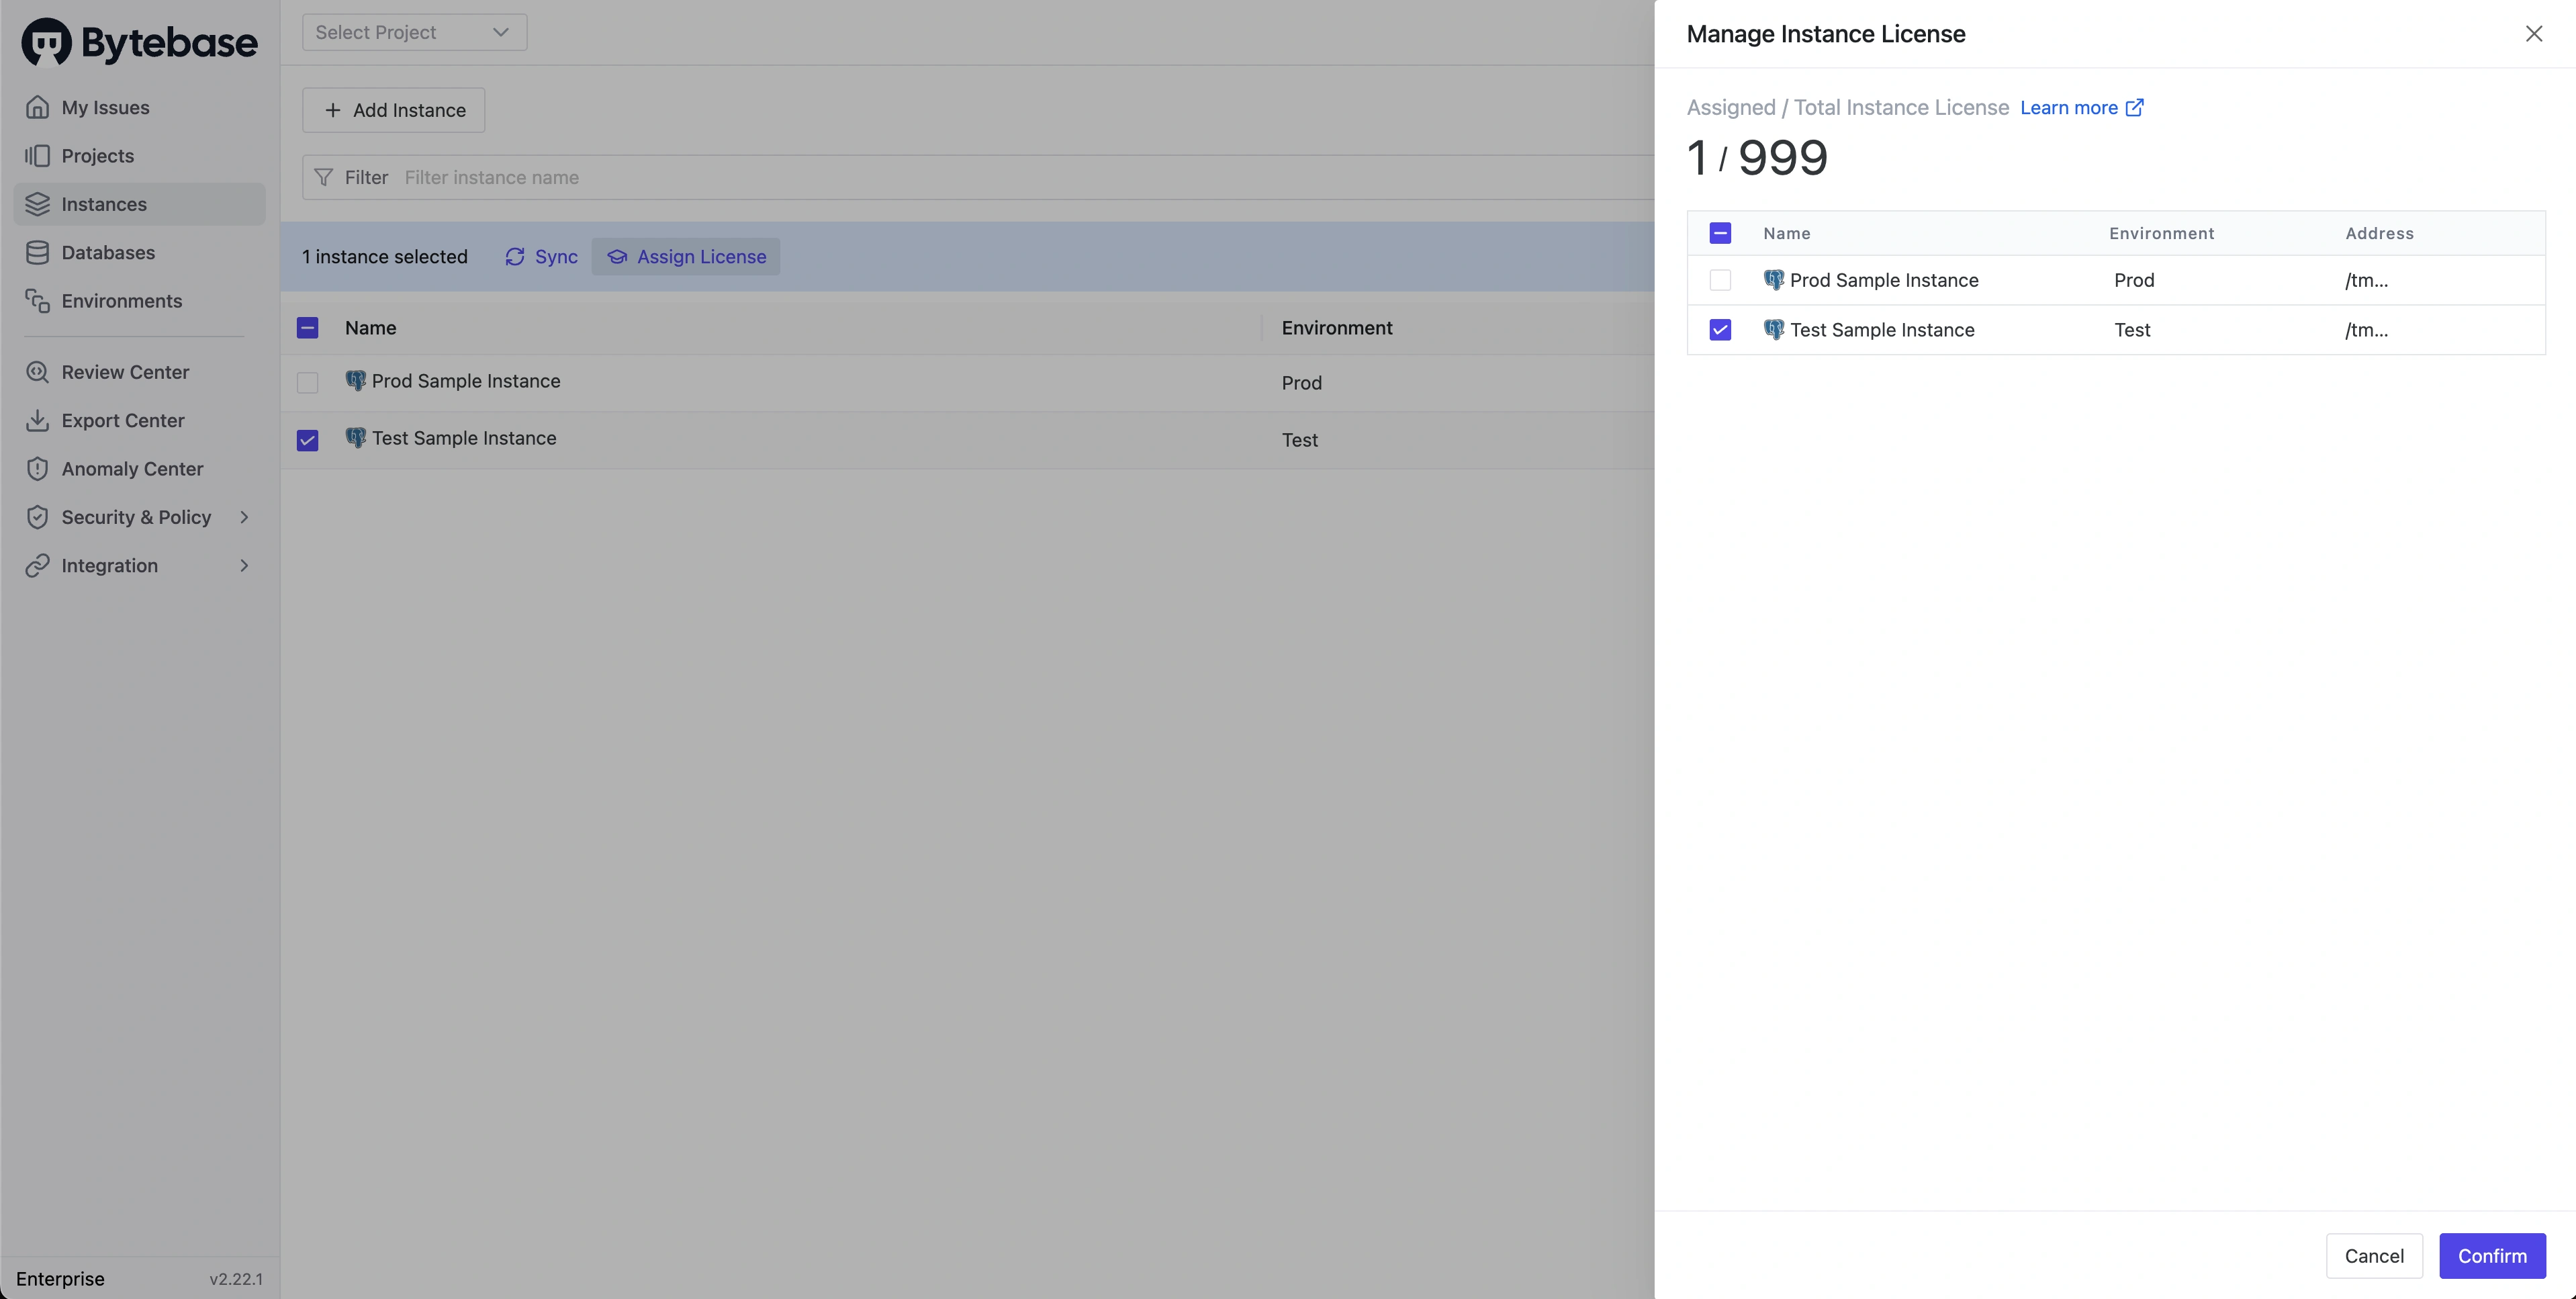 Bytebase
My Issues
Projects
Instances
Databases
Environments
Review Center
Export Center
Anomaly Center
Security & Policy
Integration
Enterprise v2.22.1
Select Project
Add Instance
Filter Filter instance name
1 instance selected Sync Assign License
Name Environment
Prod Sample Instance Prod
Test Sample Instance Test
Manage Instance License
Assigned / Total Instance License Learn more
1 / 999
Name Environment Address
Prod Sample Instance Prod /tm...
Test Sample Instance Test /tm...
Cancel Confirm